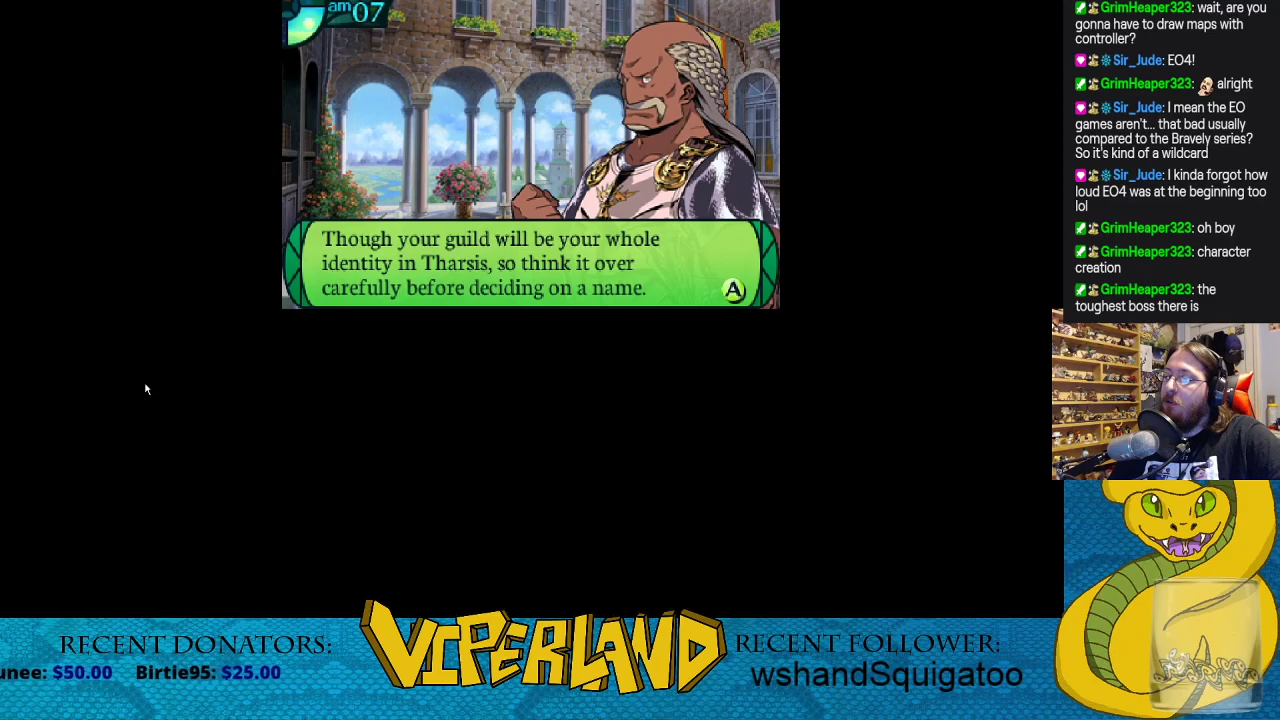 am 07
Though your guild will be your whole
identity in Tharsis, so think it over
carefully before deciding on a name.
A
GrimHeaper323: wait, are you
gonna have to draw maps with
controller?
Sir_Jude: EO4!
GrimHeaper323: alright
Sir_Jude: I mean the EO
games aren't... that bad usually
compared to the Bravely series?
So it's kind of a wildcard
Sir_Jude: I kinda forgot how
loud EO4 was at the beginning too
lol
GrimHeaper323: oh boy
GrimHeaper323: character
creation
GrimHeaper323: the
toughest boss there is
RECENT DONATORS:
unee: $50.00 Birtie95: $25.00
VIPERLAND
RECENT FOLLOWER:
wshandSquigatoo